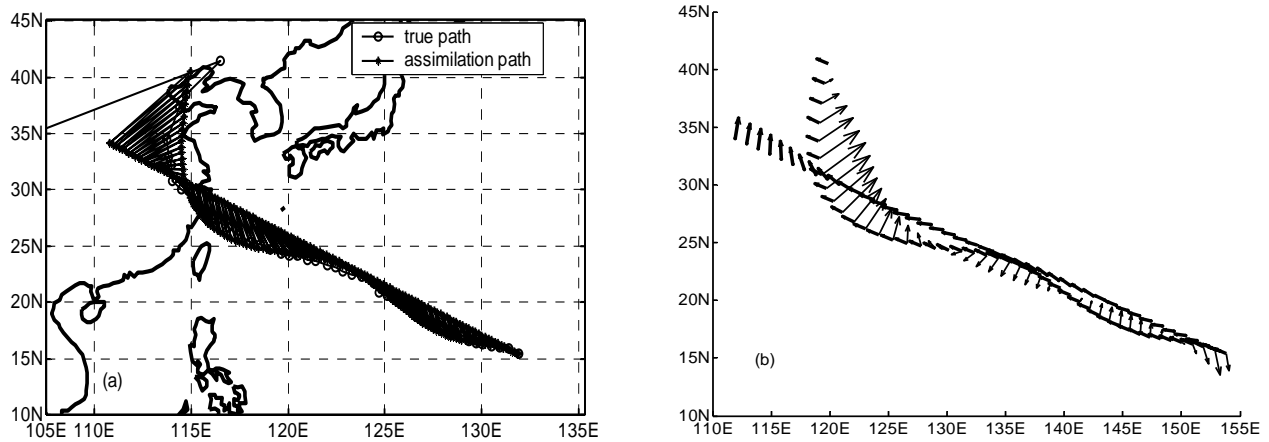 45N
40N
35N
30N
25N
20N
15N
10N
105E 110E 115E 120E 125E 130E 135E
true path
assimilation path
(a)
45N
40N
35N
30N
25N
20N
15N
10N
110E 115E 120E 125E 130E 135E 140E 145E 150E 155E
(b)